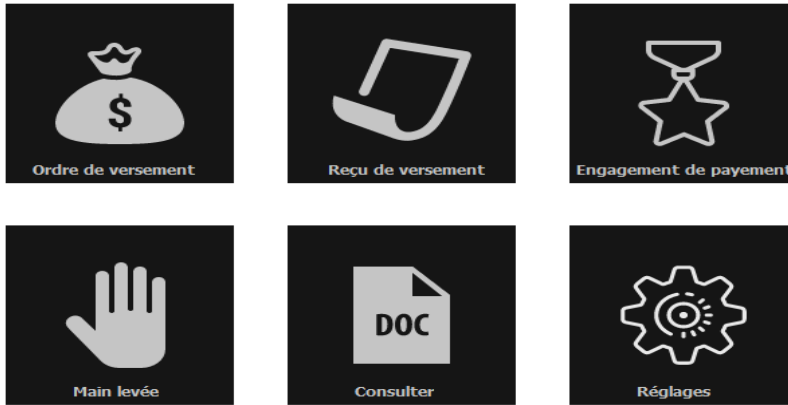 $
Ordre de versement
Reçu de versement
Engagement de payement
Main levée
DOC
Consulter
Réglages